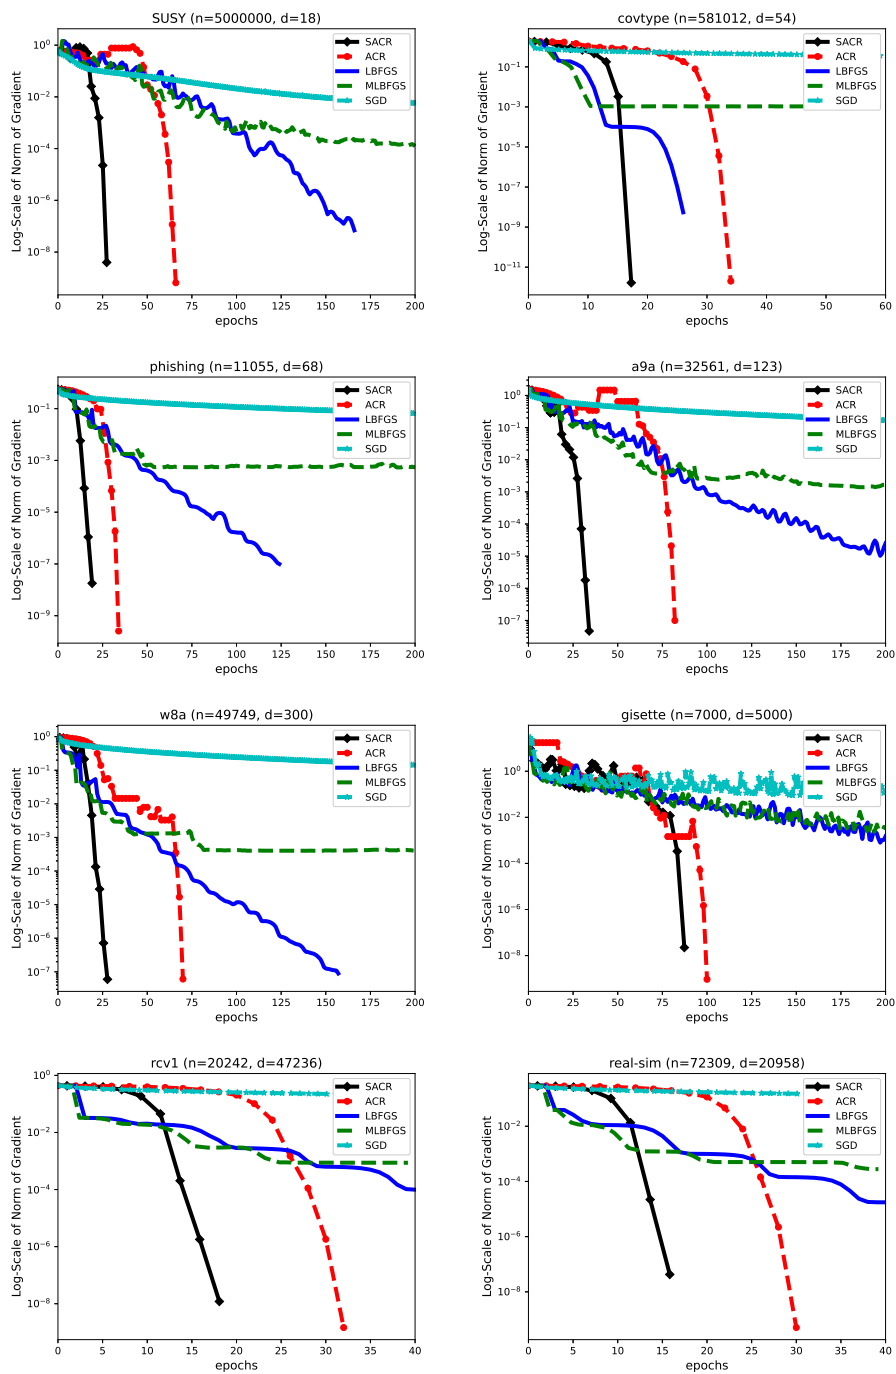 SUSY (n=5000000, d=18)
Log-Scale of Norm of Gradient
10⁰
10⁻²
10⁻⁴
10⁻⁶
10⁻⁸
SACR
ACR
LBFGS
MLBFGS
SGD
0 25 50 75 100 125 150 175 200
epochs
covtype (n=581012, d=54)
Log-Scale of Norm of Gradient
10⁻¹
10⁻³
10⁻⁵
10⁻⁷
10⁻⁹
10⁻¹¹
SACR
ACR
LBFGS
MLBFGS
SGD
0 10 20 30 40 50 60
epochs
phishing (n=11055, d=68)
Log-Scale of Norm of Gradient
10⁻¹
10⁻³
10⁻⁵
10⁻⁷
10⁻⁹
SACR
ACR
LBFGS
MLBFGS
SGD
0 25 50 75 100 125 150 175 200
epochs
a9a (n=32561, d=123)
Log-Scale of Norm of Gradient
10⁰
10⁻¹
10⁻²
10⁻³
10⁻⁴
10⁻⁵
10⁻⁶
10⁻⁷
SACR
ACR
LBFGS
MLBFGS
SGD
0 25 50 75 100 125 150 175 200
epochs
w8a (n=49749, d=300)
Log-Scale of Norm of Gradient
10⁰
10⁻¹
10⁻²
10⁻³
10⁻⁴
10⁻⁵
10⁻⁶
10⁻⁷
SACR
ACR
LBFGS
MLBFGS
SGD
0 25 50 75 100 125 150 175 200
epochs
gisette (n=7000, d=5000)
Log-Scale of Norm of Gradient
10⁰
10⁻²
10⁻⁴
10⁻⁶
10⁻⁸
SACR
ACR
LBFGS
MLBFGS
SGD
0 25 50 75 100 125 150 175 200
epochs
rcv1 (n=20242, d=47236)
Log-Scale of Norm of Gradient
10⁰
10⁻²
10⁻⁴
10⁻⁶
10⁻⁸
SACR
ACR
LBFGS
MLBFGS
SGD
0 5 10 15 20 25 30 35 40
epochs
real-sim (n=72309, d=20958)
Log-Scale of Norm of Gradient
10⁰
10⁻²
10⁻⁴
10⁻⁶
10⁻⁸
SACR
ACR
LBFGS
MLBFGS
SGD
0 5 10 15 20 25 30 35 40
epochs